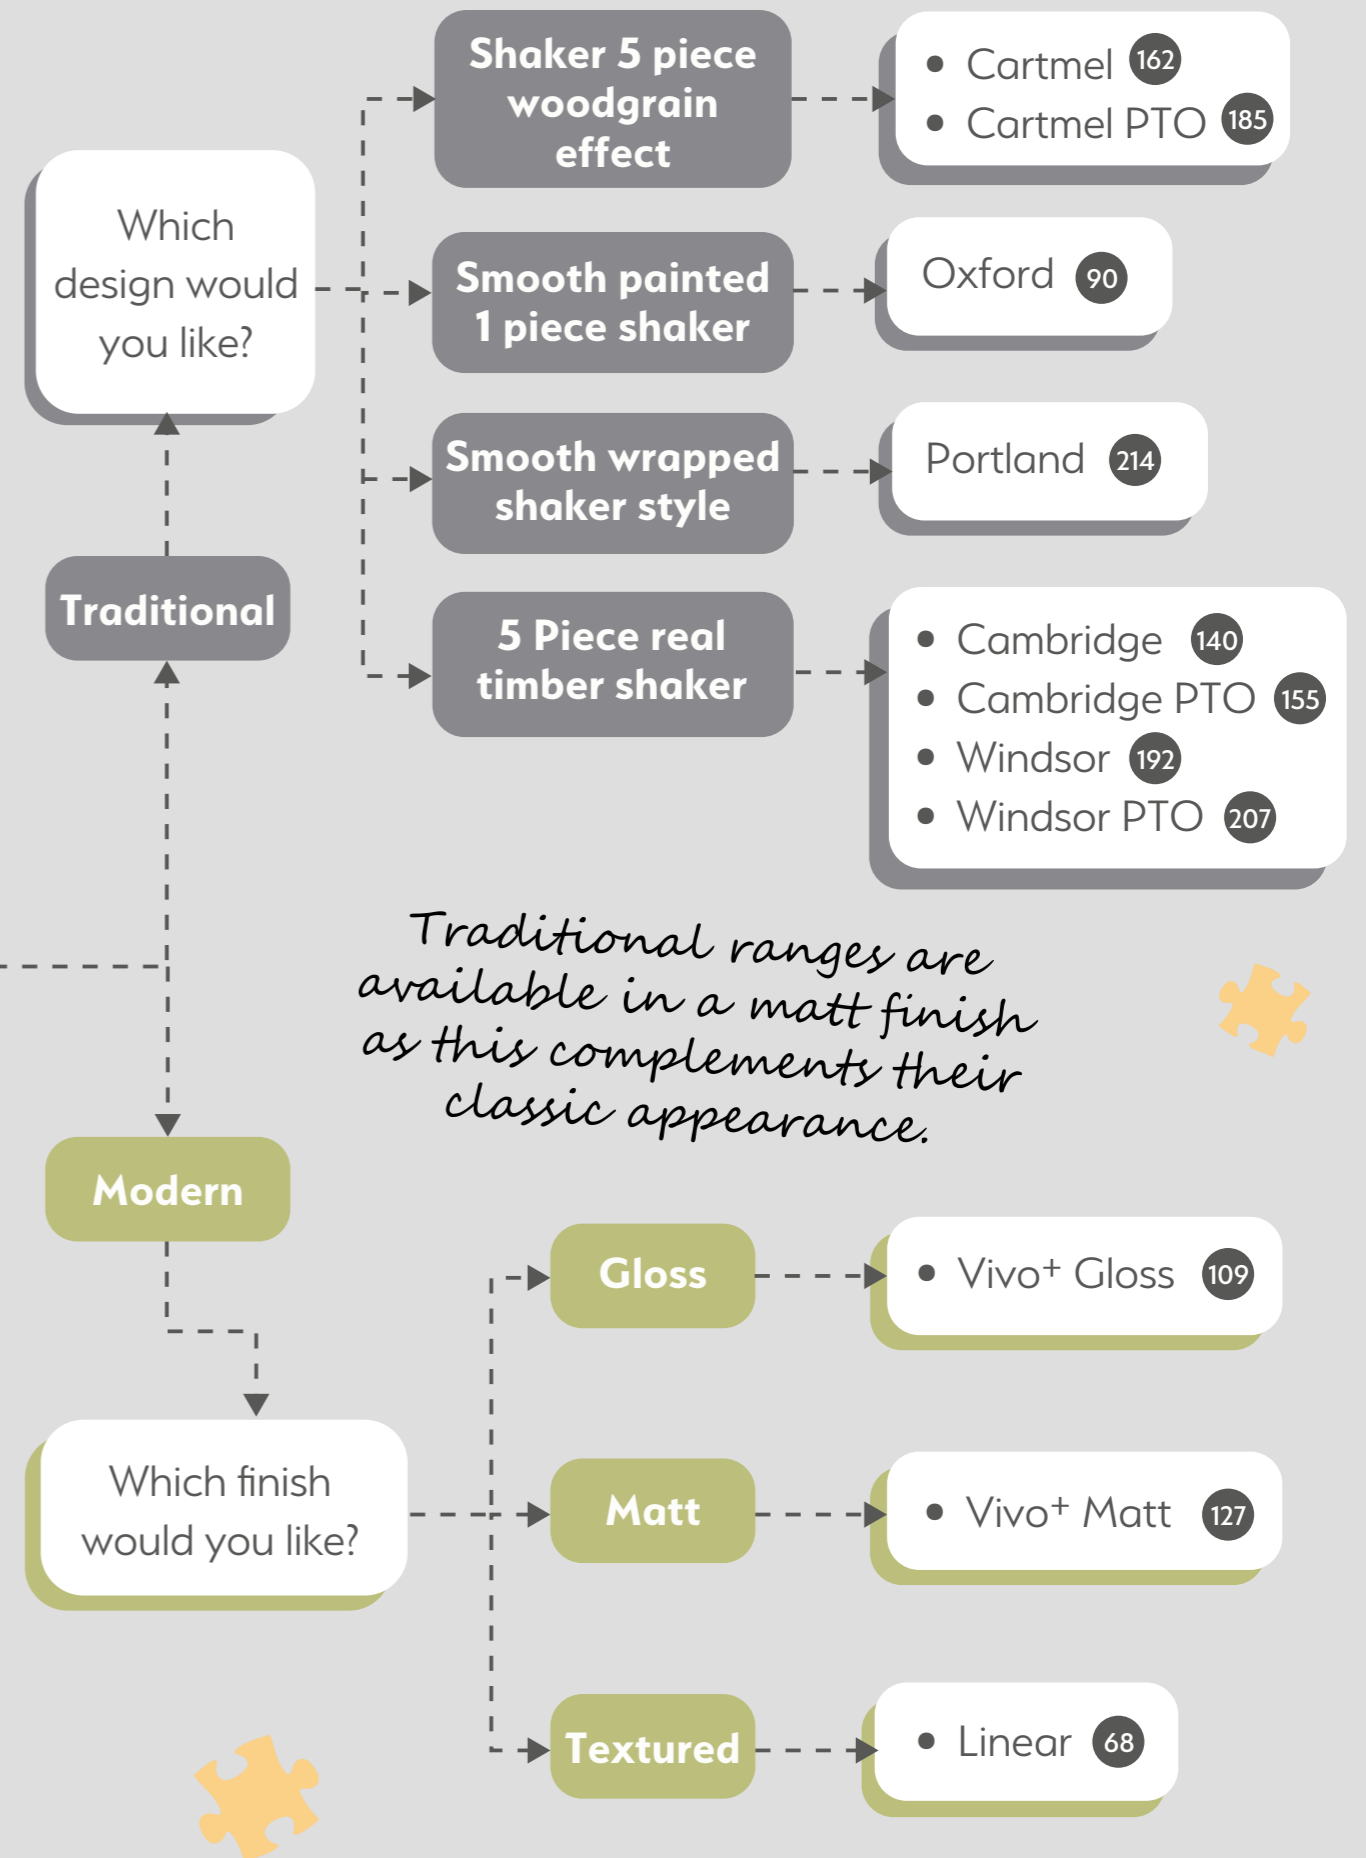 Shaker 5 piece
woodgrain
effect
• Cartmel 162
• Cartmel PTO 185
Which
design would
you like?
Smooth painted
1 piece shaker
Oxford 90
Smooth wrapped
shaker style
Portland 214
Traditional
5 Piece real
timber shaker
• Cambridge 140
• Cambridge PTO 155
• Windsor 192
• Windsor PTO 207
Traditional ranges are
available in a matt finish
as this complements their
classic appearance.
Modern
Gloss
• Vivo+ Gloss 109
Which finish
would you like?
Matt
• Vivo+ Matt 127
Textured
• Linear 68